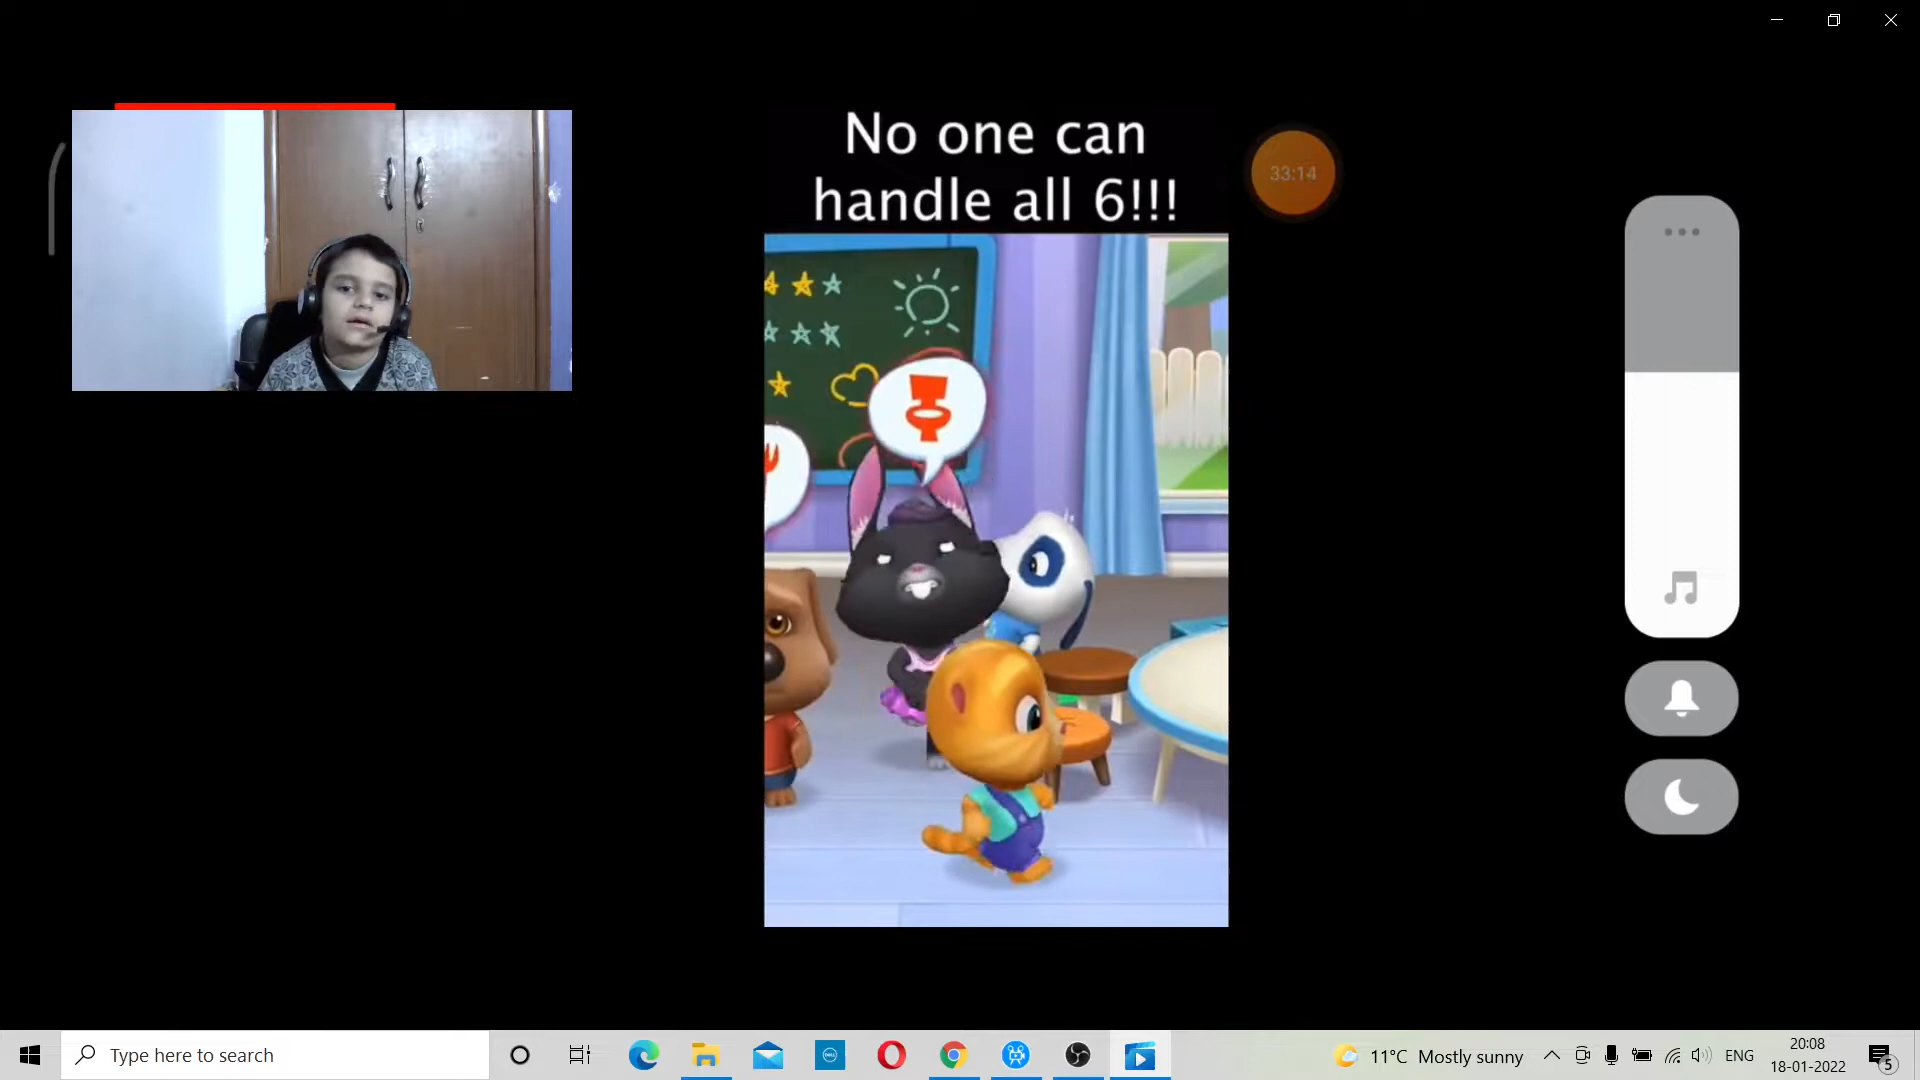 No one can
handle all 6!!!
33:14
Type here to search
DELL
11°C Mostly sunny
ENG
20:08
18-01-2022
5